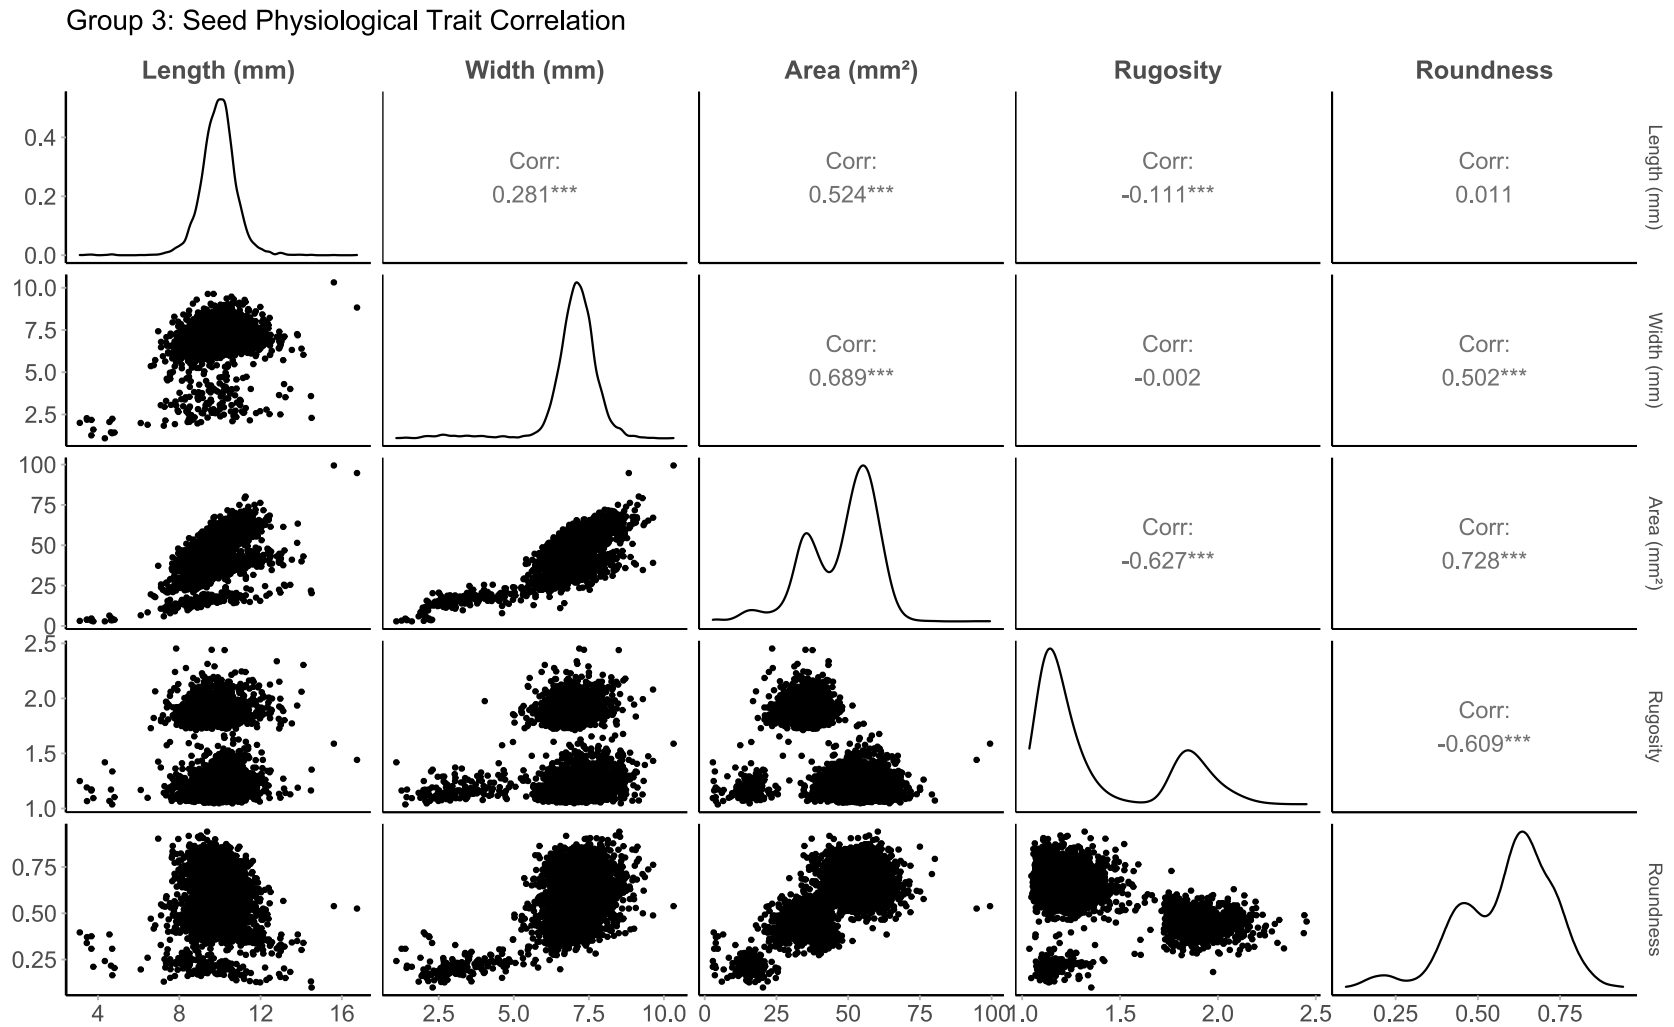 Group 3: Seed Physiological Trait Correlation
Length (mm) Width (mm) Area (mm²) Rugosity Roundness
0.4
0.2
0.0
Corr:
0.281***
Corr:
0.524***
Corr:
-0.111***
Corr:
0.011
Length (mm)
10.0
7.5
5.0
2.5
Corr:
0.689***
Corr:
-0.002
Corr:
0.502***
Width (mm)
100
75
50
25
0
Corr:
-0.627***
Corr:
0.728***
Area (mm²)
2.5
2.0
1.5
1.0
Corr:
-0.609***
Rugosity
0.75
0.50
0.25
Roundness
4 8 12 16 2.5 5.0 7.5 10.0 0 25 50 75 100 1.0 1.5 2.0 2.5 0.25 0.50 0.75